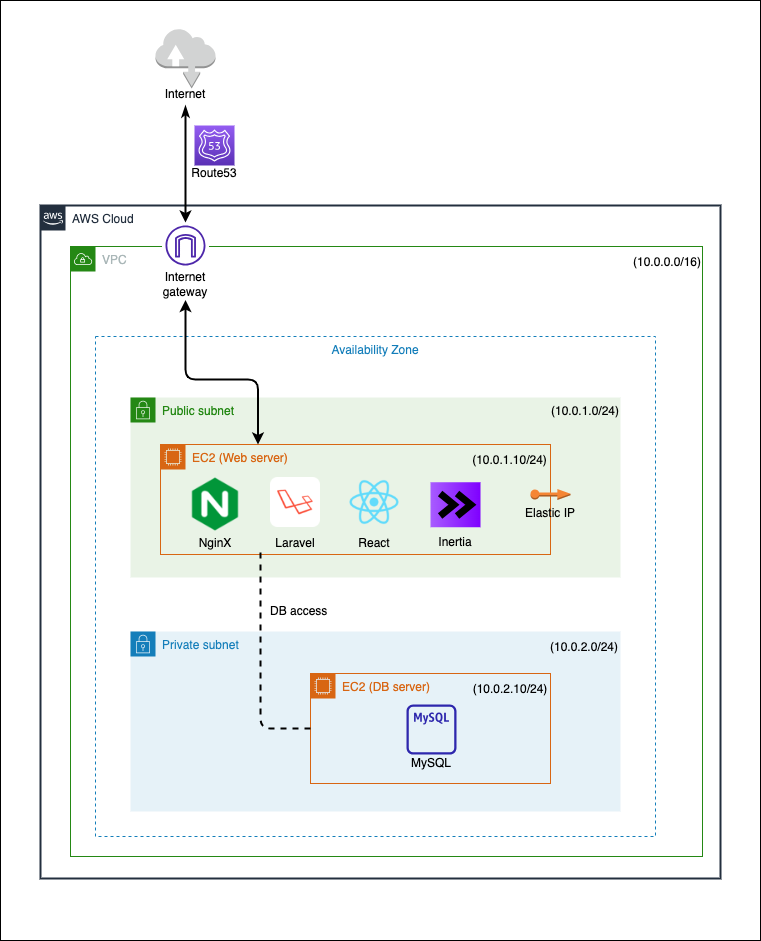 Internet
53
Route53
aws
AWS Cloud
VPC
(10.0.0.0/16)
Internet
gateway
Availability Zone
Public subnet
(10.0.1.0/24)
EC2 (Web server)
(10.0.1.10/24)
N
NginX
Laravel
React
Inertia
Elastic IP
DB access
Private subnet
(10.0.2.0/24)
EC2 (DB server)
(10.0.2.10/24)
MySQL
MySQL